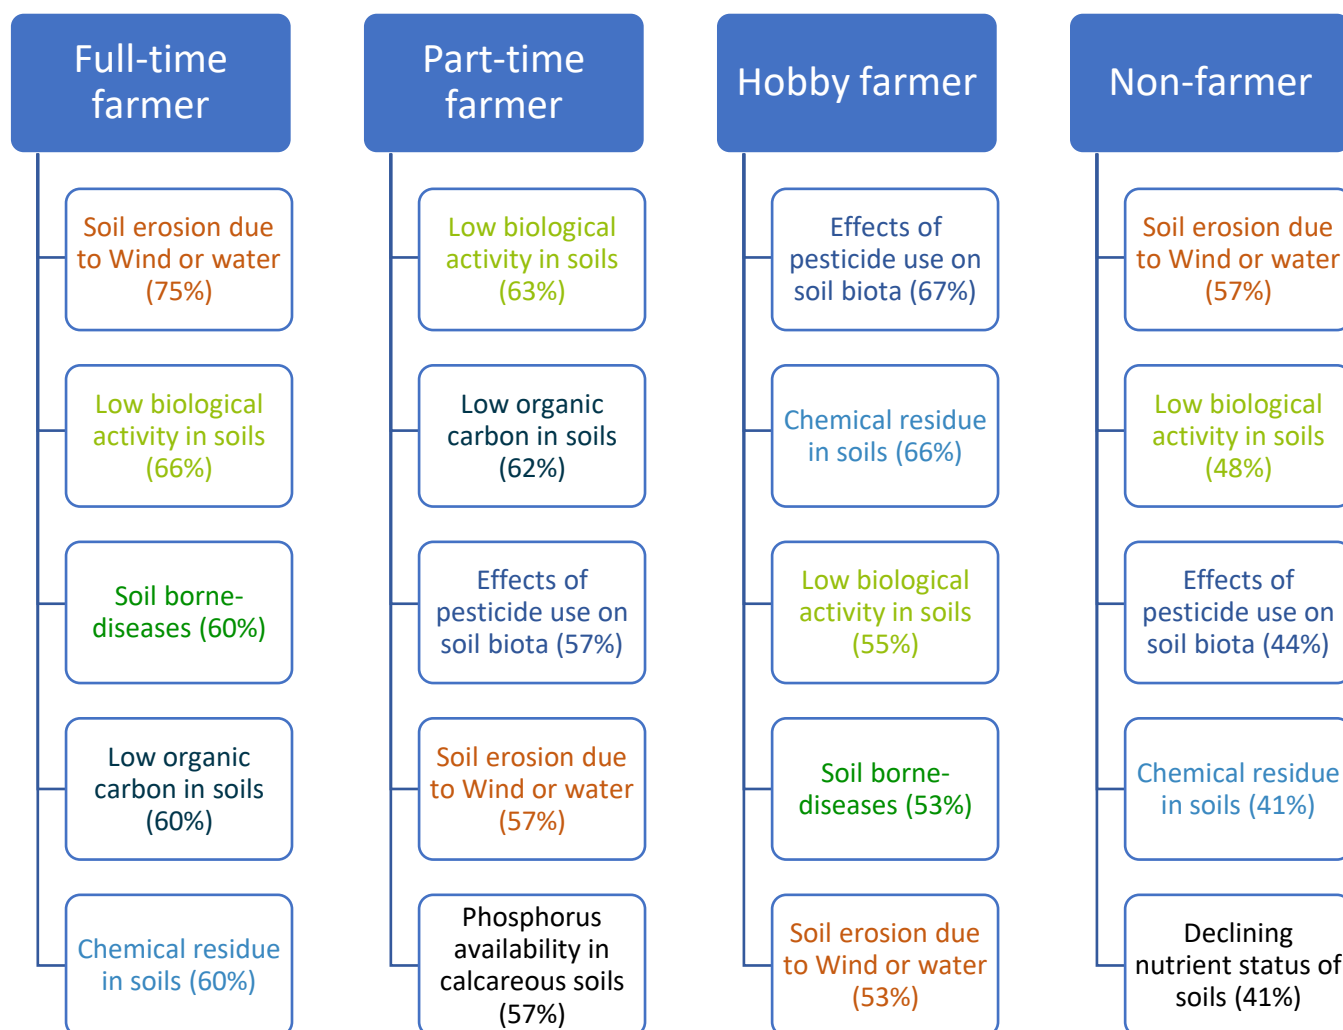 Full-time
farmer
Soil erosion due
to Wind or water
(75%)
Low biological
activity in soils
(66%)
Soil borne-
diseases (60%)
Low organic
carbon in soils
(60%)
Chemical residue
in soils (60%)
Part-time
farmer
Low biological
activity in soils
(63%)
Low organic
carbon in soils
(62%)
Effects of
pesticide use on
soil biota (57%)
Soil erosion due
to Wind or water
(57%)
Phosphorus
availability in
calcareous soils
(57%)
Hobby farmer
Effects of
pesticide use on
soil biota (67%)
Chemical residue
in soils (66%)
Low biological
activity in soils
(55%)
Soil borne-
diseases (53%)
Soil erosion due
to Wind or water
(53%)
Non-farmer
Soil erosion due
to Wind or water
(57%)
Low biological
activity in soils
(48%)
Effects of
pesticide use on
soil biota (44%)
Chemical residue
in soils (41%)
Declining
nutrient status of
soils (41%)